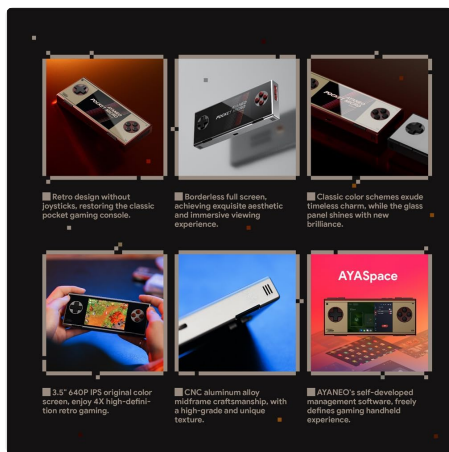 Retro design without
joysticks, restoring the classic
pocket gaming console.
Borderless full screen,
achieving exquisite aesthetic
and immersive viewing
experience.
Classic color schemes exude
timeless charm, while the glass
panel shines with new
brilliance.
AYASpace
3.5" 640P IPS original color
screen, enjoy 4X high-defini-
tion retro gaming.
CNC aluminum alloy
midframe craftsmanship, with
a high-grade and unique
texture.
AYANEO's self-developed
management software, freely
defines gaming handheld
experience.